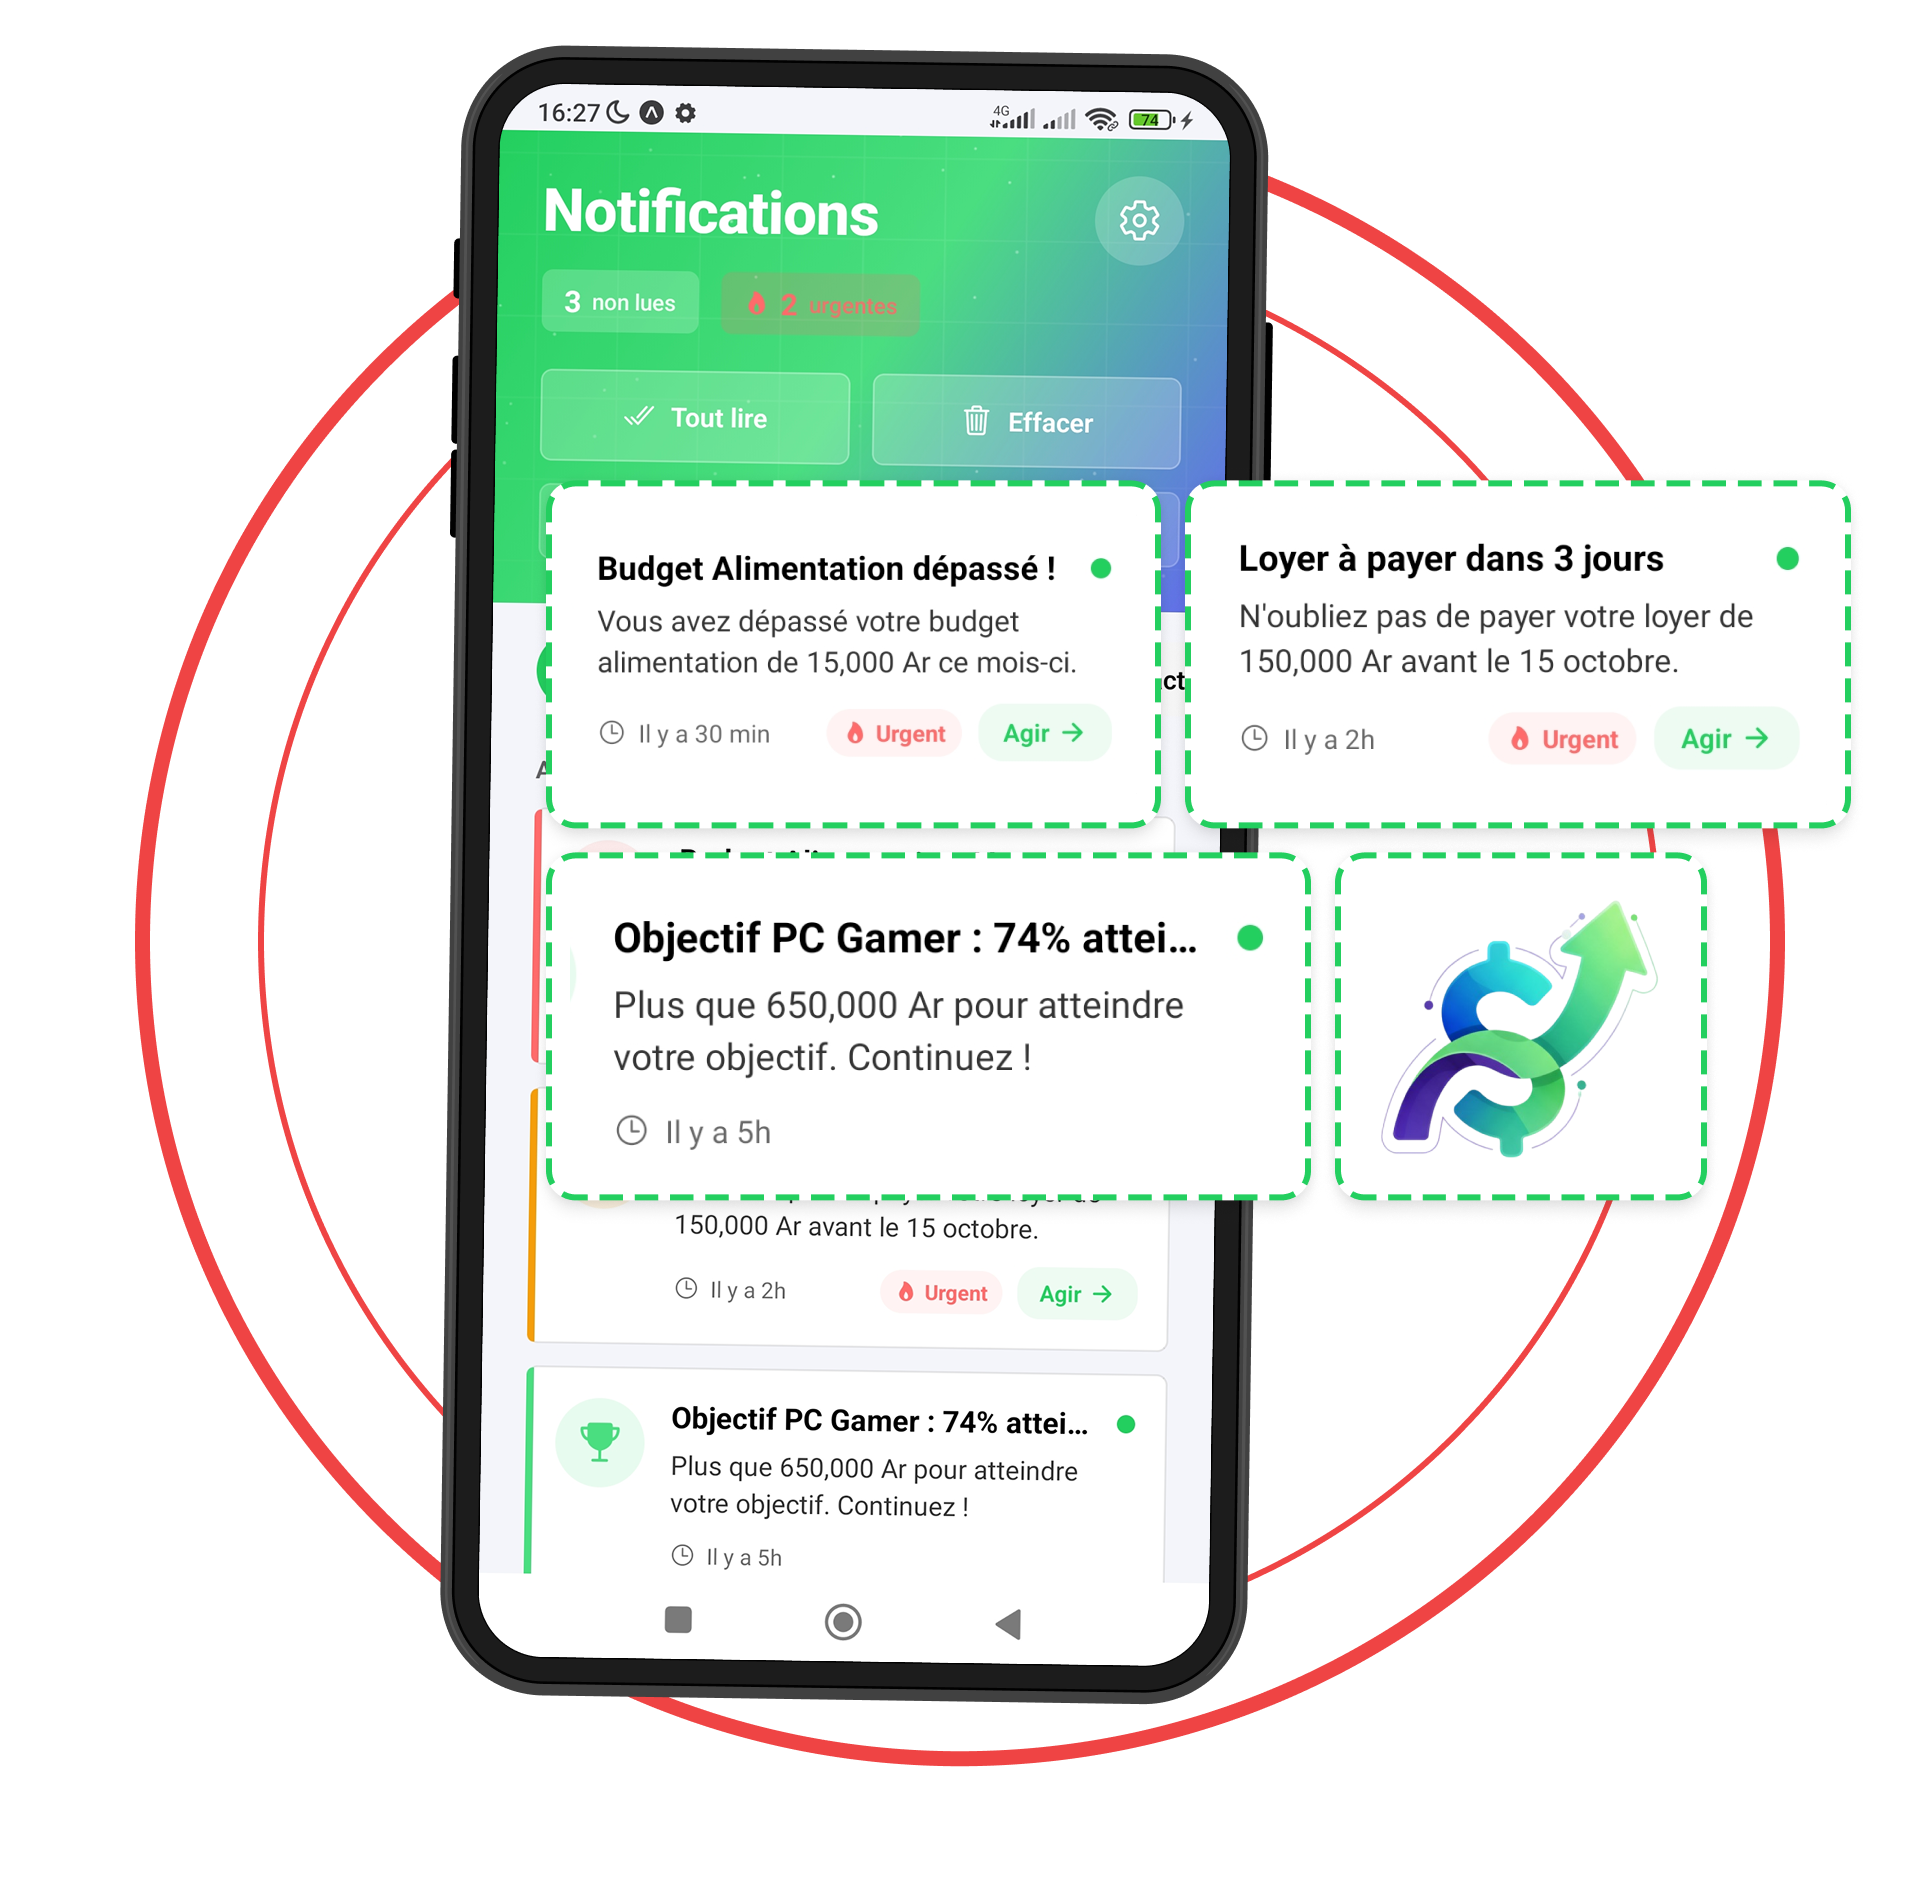 16:27
4G
74
Notifications
3 non lues
2 urgentes
Tout lire
Effacer
Budget Alimentation dépassé !
Vous avez dépassé votre budget
alimentation de 15,000 Ar ce mois-ci.
Il y a 30 min
Urgent
Agir
Loyer à payer dans 3 jours
N'oubliez pas de payer votre loyer de
150,000 Ar avant le 15 octobre.
Il y a 2h
Urgent
Agir
Objectif PC Gamer : 74% attei...
Plus que 650,000 Ar pour atteindre
votre objectif. Continuez !
Il y a 5h
150,000 Ar avant le 15 octobre.
Il y a 2h
Urgent
Agir
Objectif PC Gamer : 74% attei...
Plus que 650,000 Ar pour atteindre
votre objectif. Continuez !
Il y a 5h